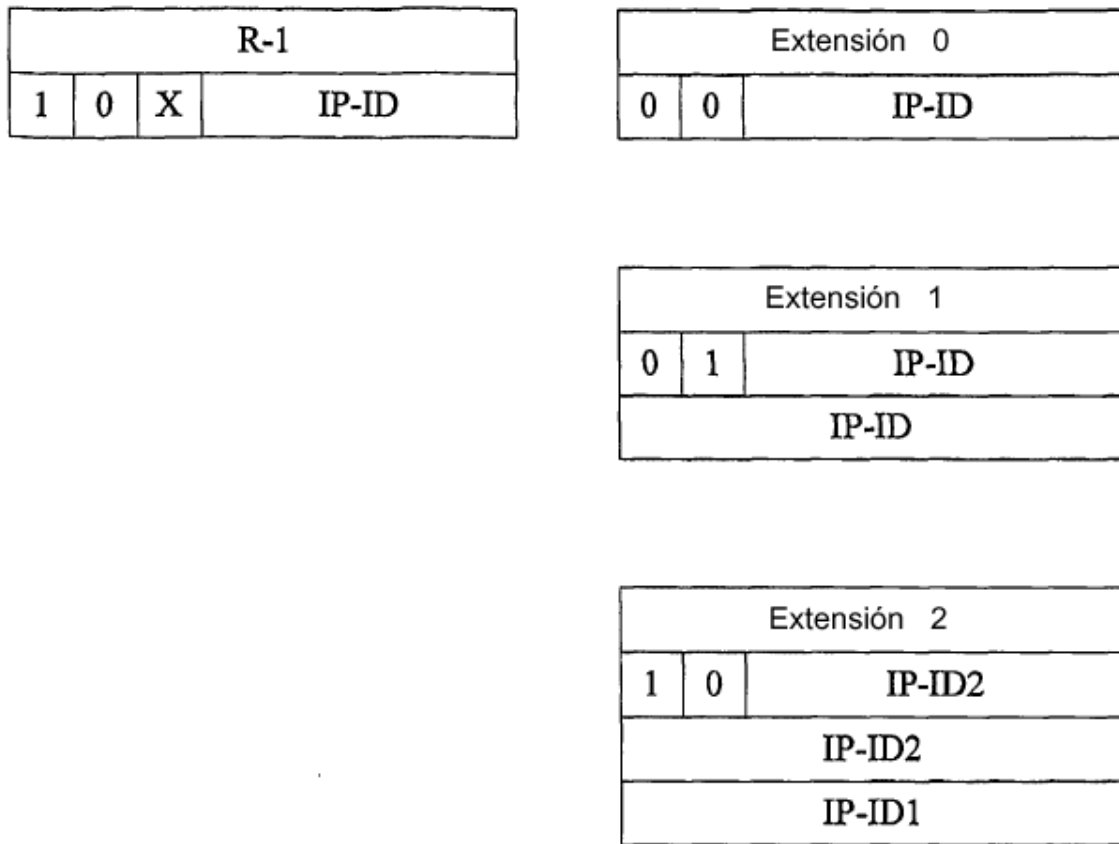 R-1
1 0 X IP-ID
Extensión 0
0 0 IP-ID
Extensión 1
0 1 IP-ID
IP-ID
Extensión 2
1 0 IP-ID2
IP-ID2
IP-ID1